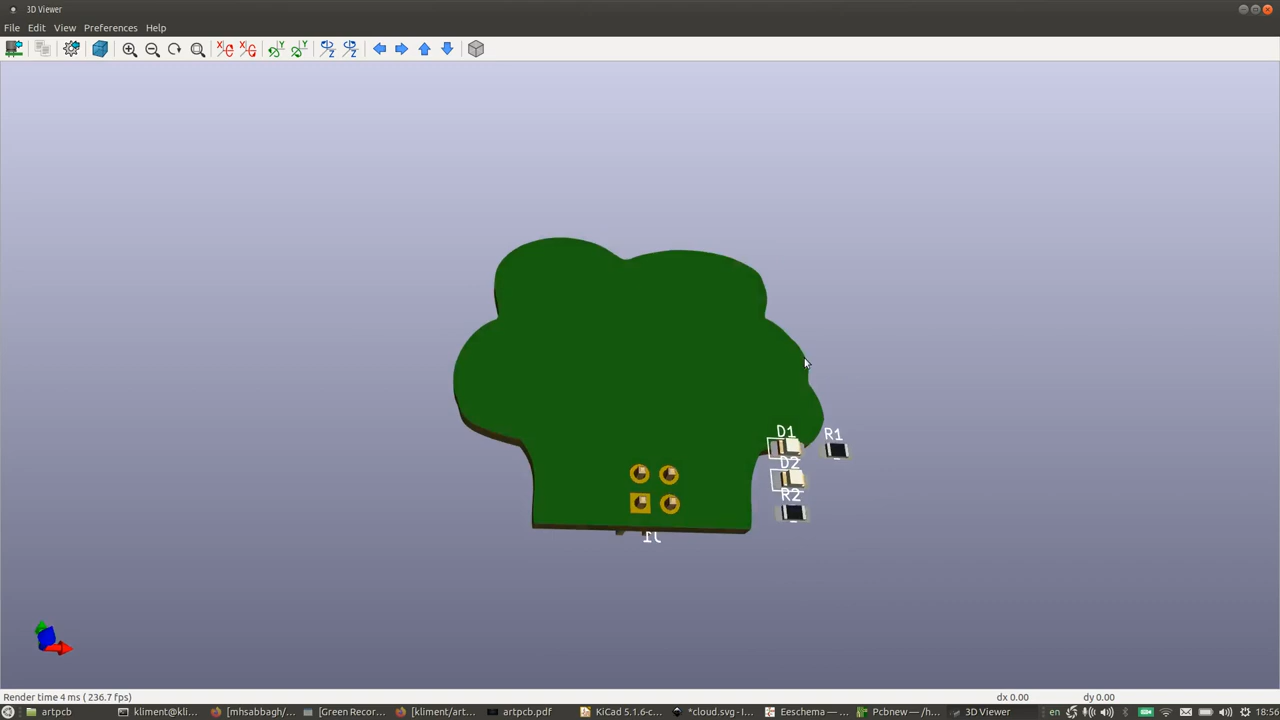 3D Viewer
File Edit View Preferences Help
D1
R1
D2
R2
J1
Render time 4 ms ( 236.7 fps)
dx 0.00
dy 0.00
artpcb
kliment@kli...
[mhsabbagh/...
[Green Recor...
[kliment/art...
artpcb.pdf
KiCad 5.1.6-c...
*cloud.svg - I...
Eeschema — ...
Pcbnew — /h...
3D Viewer
en
18:56